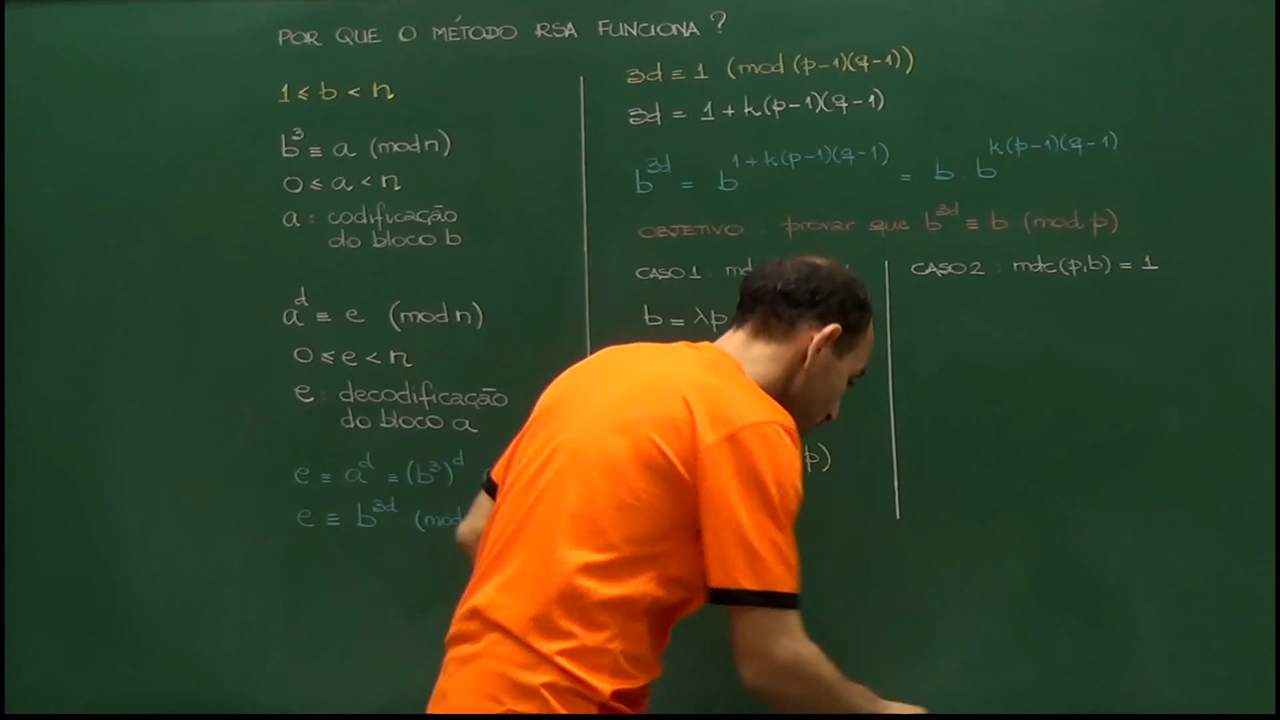 POR QUE O MÉTODO RSA FUNCIONA?
1 ⩽ b < n
b³ ≡ a (mod n)
0 ⩽ a < n
a : codificação
do bloco b
a^d ≡ e (mod n)
0 ⩽ e < n
e : decodificação
do bloco a
e ≡ a^d ≡ (b³)^d
e ≡ b^{3d} (mod
3d ≡ 1 (mod (p-1)(q-1))
3d = 1 + k(p-1)(q-1)
b^{3d} = b^{1+k(p-1)(q-1)} = b · b^{k(p-1)(q-1)}
OBJETIVO : provar que b^{3d} ≡ b (mod p)
CASO 1 : md
b = λp
p)
CASO 2 : mdc(p,b) = 1